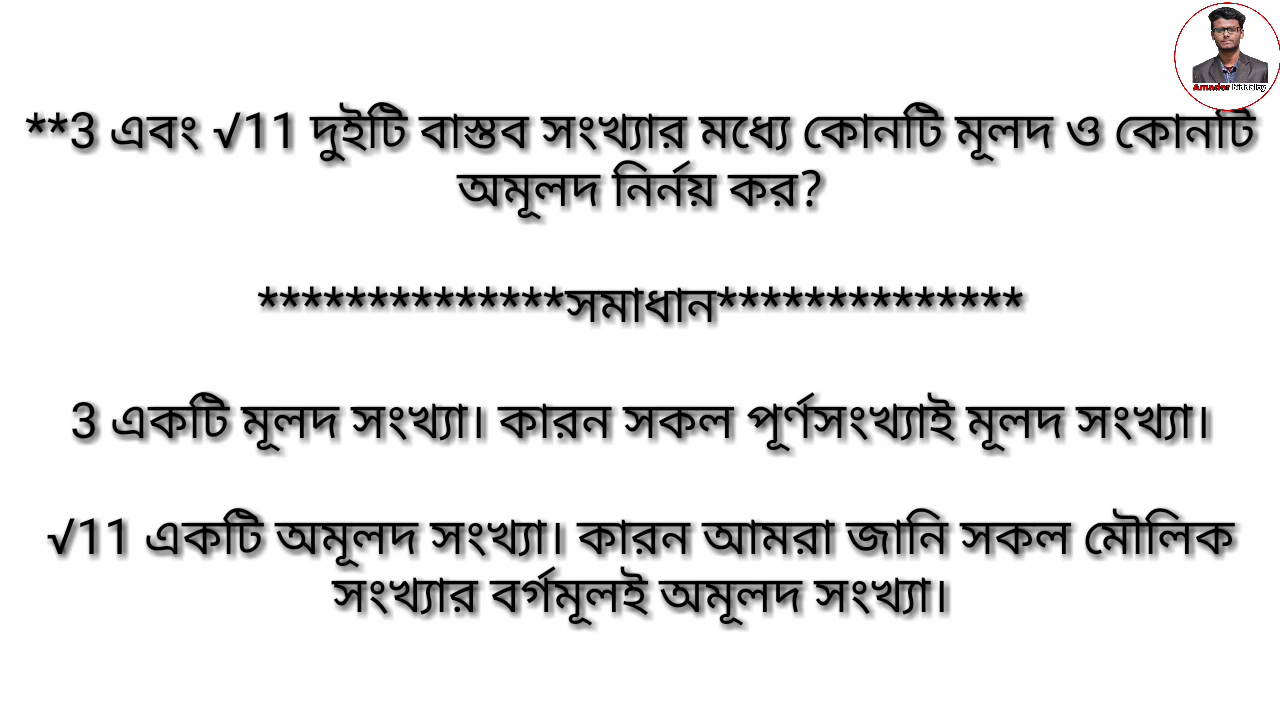 **3 এবং √11 দুইটি বাস্তব সংখ্যার মধ্যে কোনটি মূলদ ও কোনটি
অমূলদ নির্নয় কর?
**************সমাধান**************
3 একটি মূলদ সংখ্যা। কারন সকল পূর্ণসংখ্যাই মূলদ সংখ্যা।
√11 একটি অমূলদ সংখ্যা। কারন আমরা জানি সকল মৌলিক
সংখ্যার বর্গমূলই অমূলদ সংখ্যা।